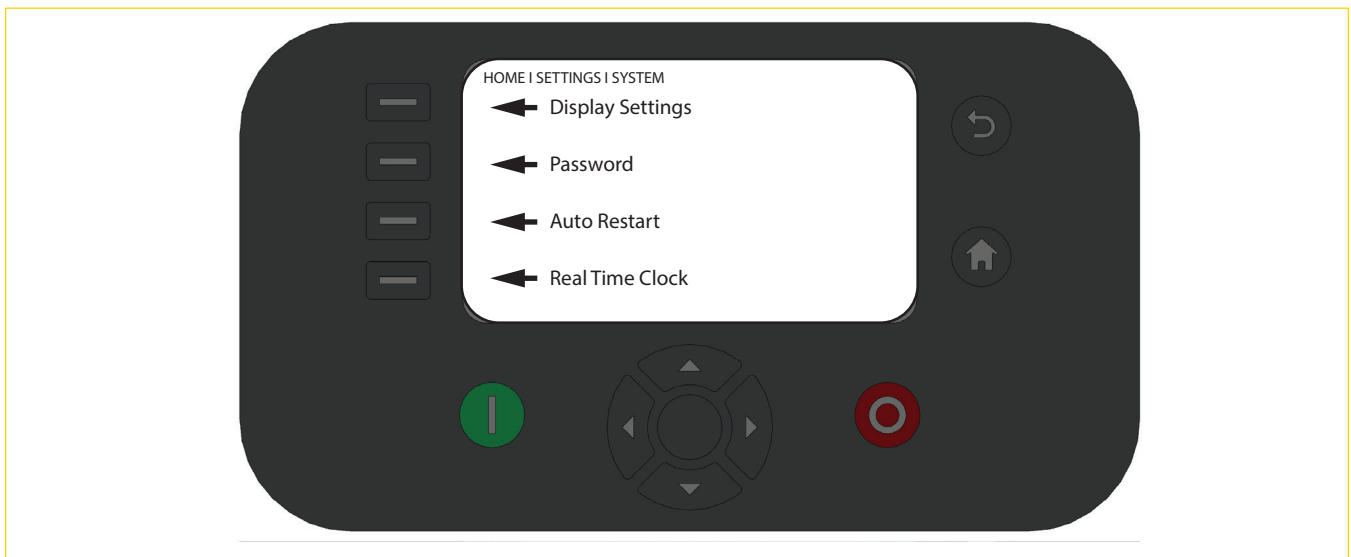 HOME I SETTINGS I SYSTEM
Display Settings
Password
Auto Restart
Real Time Clock